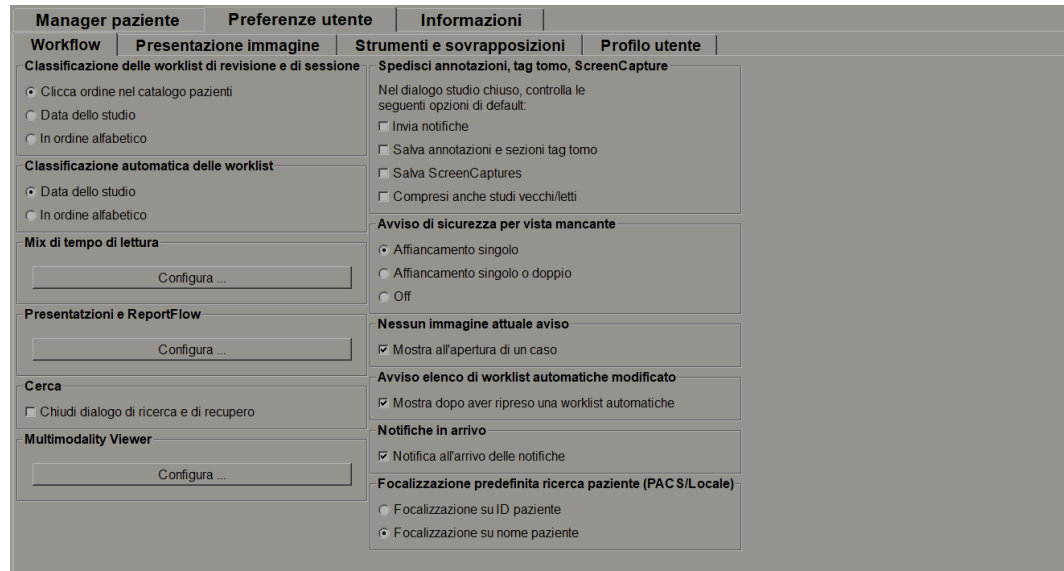 Manager paziente
Preferenze utente
Informazioni
Workflow
Presentazione immagine
Strumenti e sovrapposizioni
Profilo utente
Classificazione delle worklist di revisione e di sessione
Clicca ordine nel catalogo pazienti
Data dello studio
In ordine alfabetico
Classificazione automatica delle worklist
Data dello studio
In ordine alfabetico
Mix di tempo di lettura
Configura ...
Presentatzioni e ReportFlow
Configura ...
Cerca
Chiudi dialogo di ricerca e di recupero
Multimodality Viewer
Configura ...
Spedisci annotazioni, tag tomo, ScreenCapture
Nel dialogo studio chiuso, controlla le
seguenti opzioni di default:
Invia notifiche
Salva annotazioni e sezioni tag tomo
Salva ScreenCaptures
Compresi anche studi vecchi/letti
Avviso di sicurezza per vista mancante
Affiancamento singolo
Affiancamento singolo o doppio
Off
Nessun immagine attuale aviso
Mostra all'apertura di un caso
Avviso elenco di worklist automatiche modificato
Mostra dopo aver ripreso una worklist automatiche
Notifiche in arrivo
Notifica all'arrivo delle notifiche
Focalizzazione predefinita ricerca paziente (PACS/Locale)
Focalizzazione su ID paziente
Focalizzazione su nome paziente